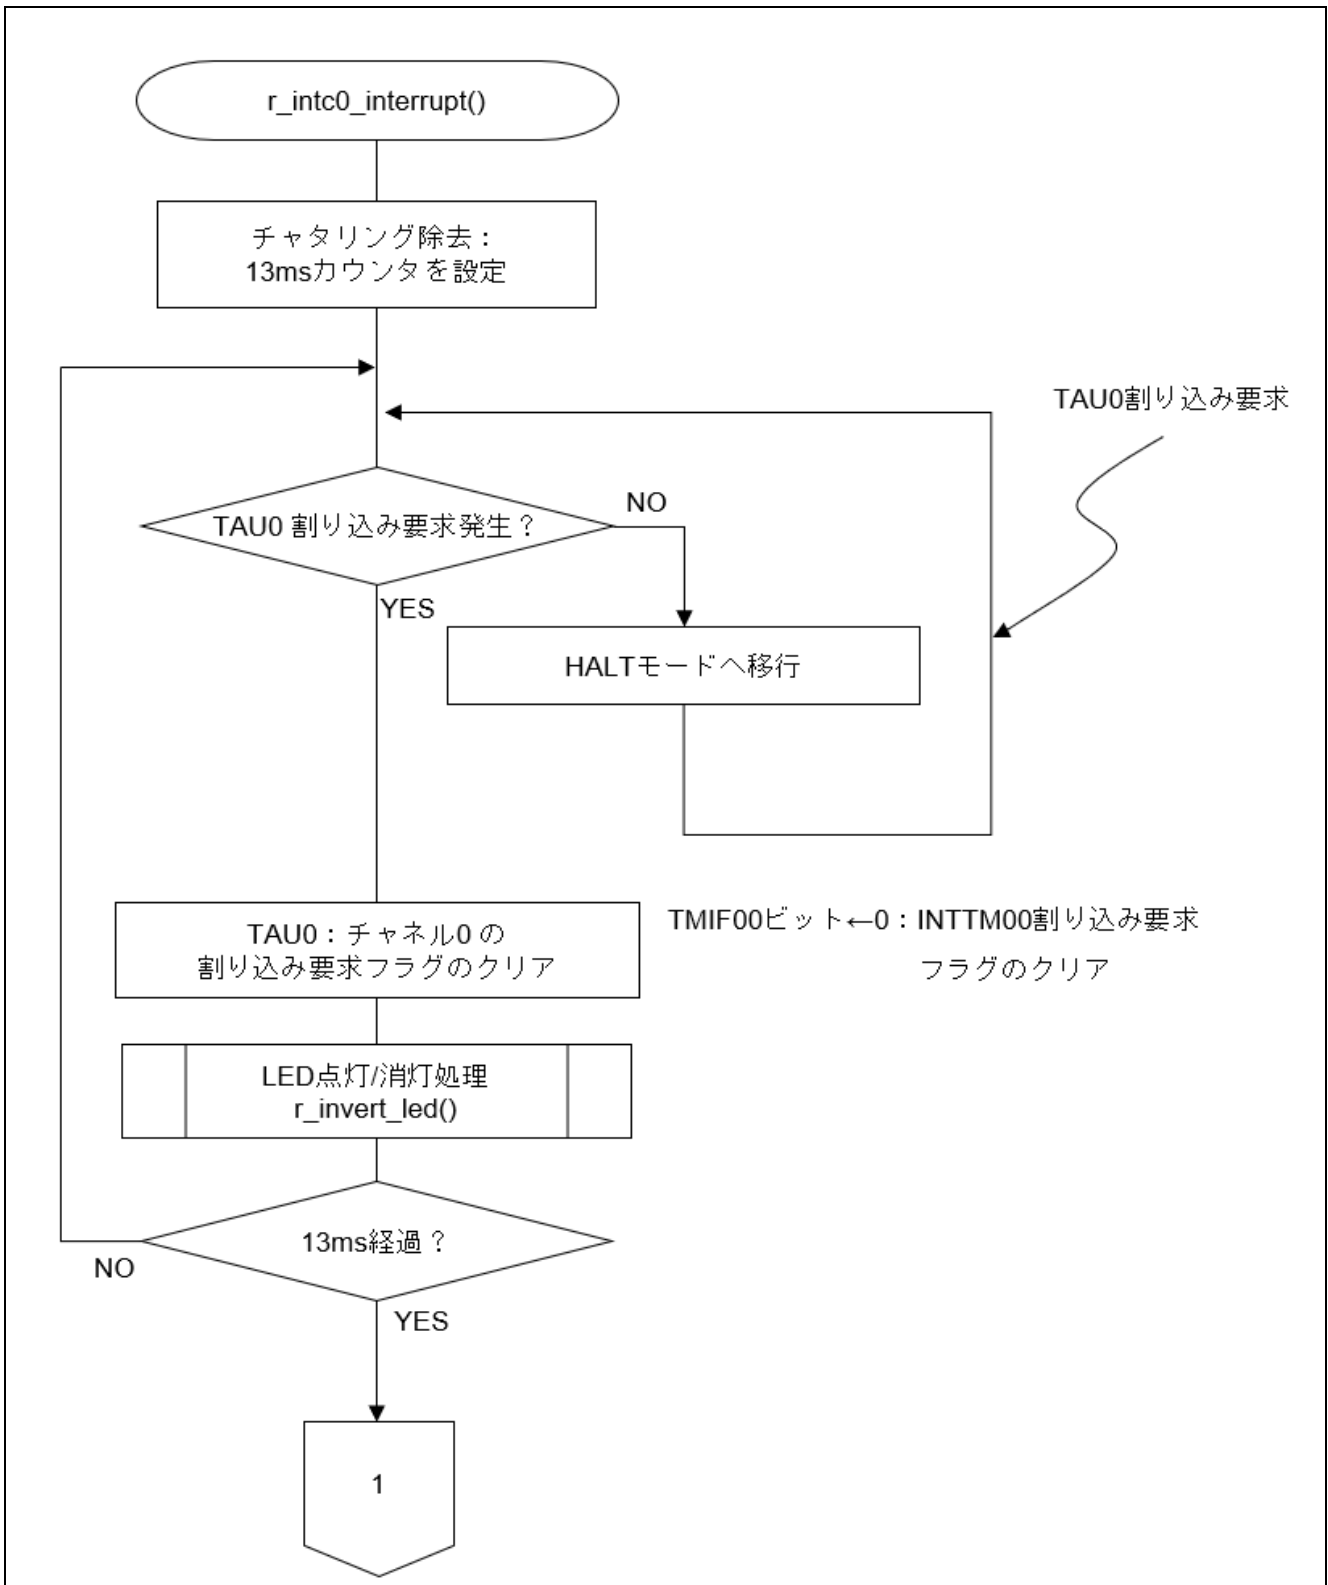 r_intc0_interrupt()
チャタリング除去：
13msカウンタを設定
TAU0割り込み要求
TAU0 割り込み要求発生？
NO
YES
HALTモードへ移行
TAU0：チャネル0 の
割り込み要求フラグのクリア
TMIF00ビット←0：INTTM00割り込み要求
フラグのクリア
LED点灯/消灯処理
r_invert_led()
13ms経過？
NO
YES
1